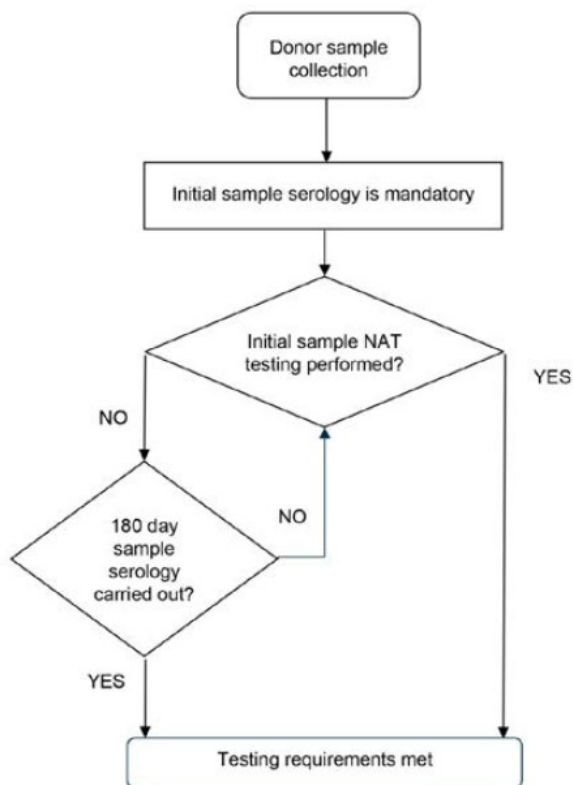 Donor sample
collection
Initial sample serology is mandatory
Initial sample NAT
testing performed?
YES
NO
180 day
sample
serology
carried out?
NO
YES
Testing requirements met